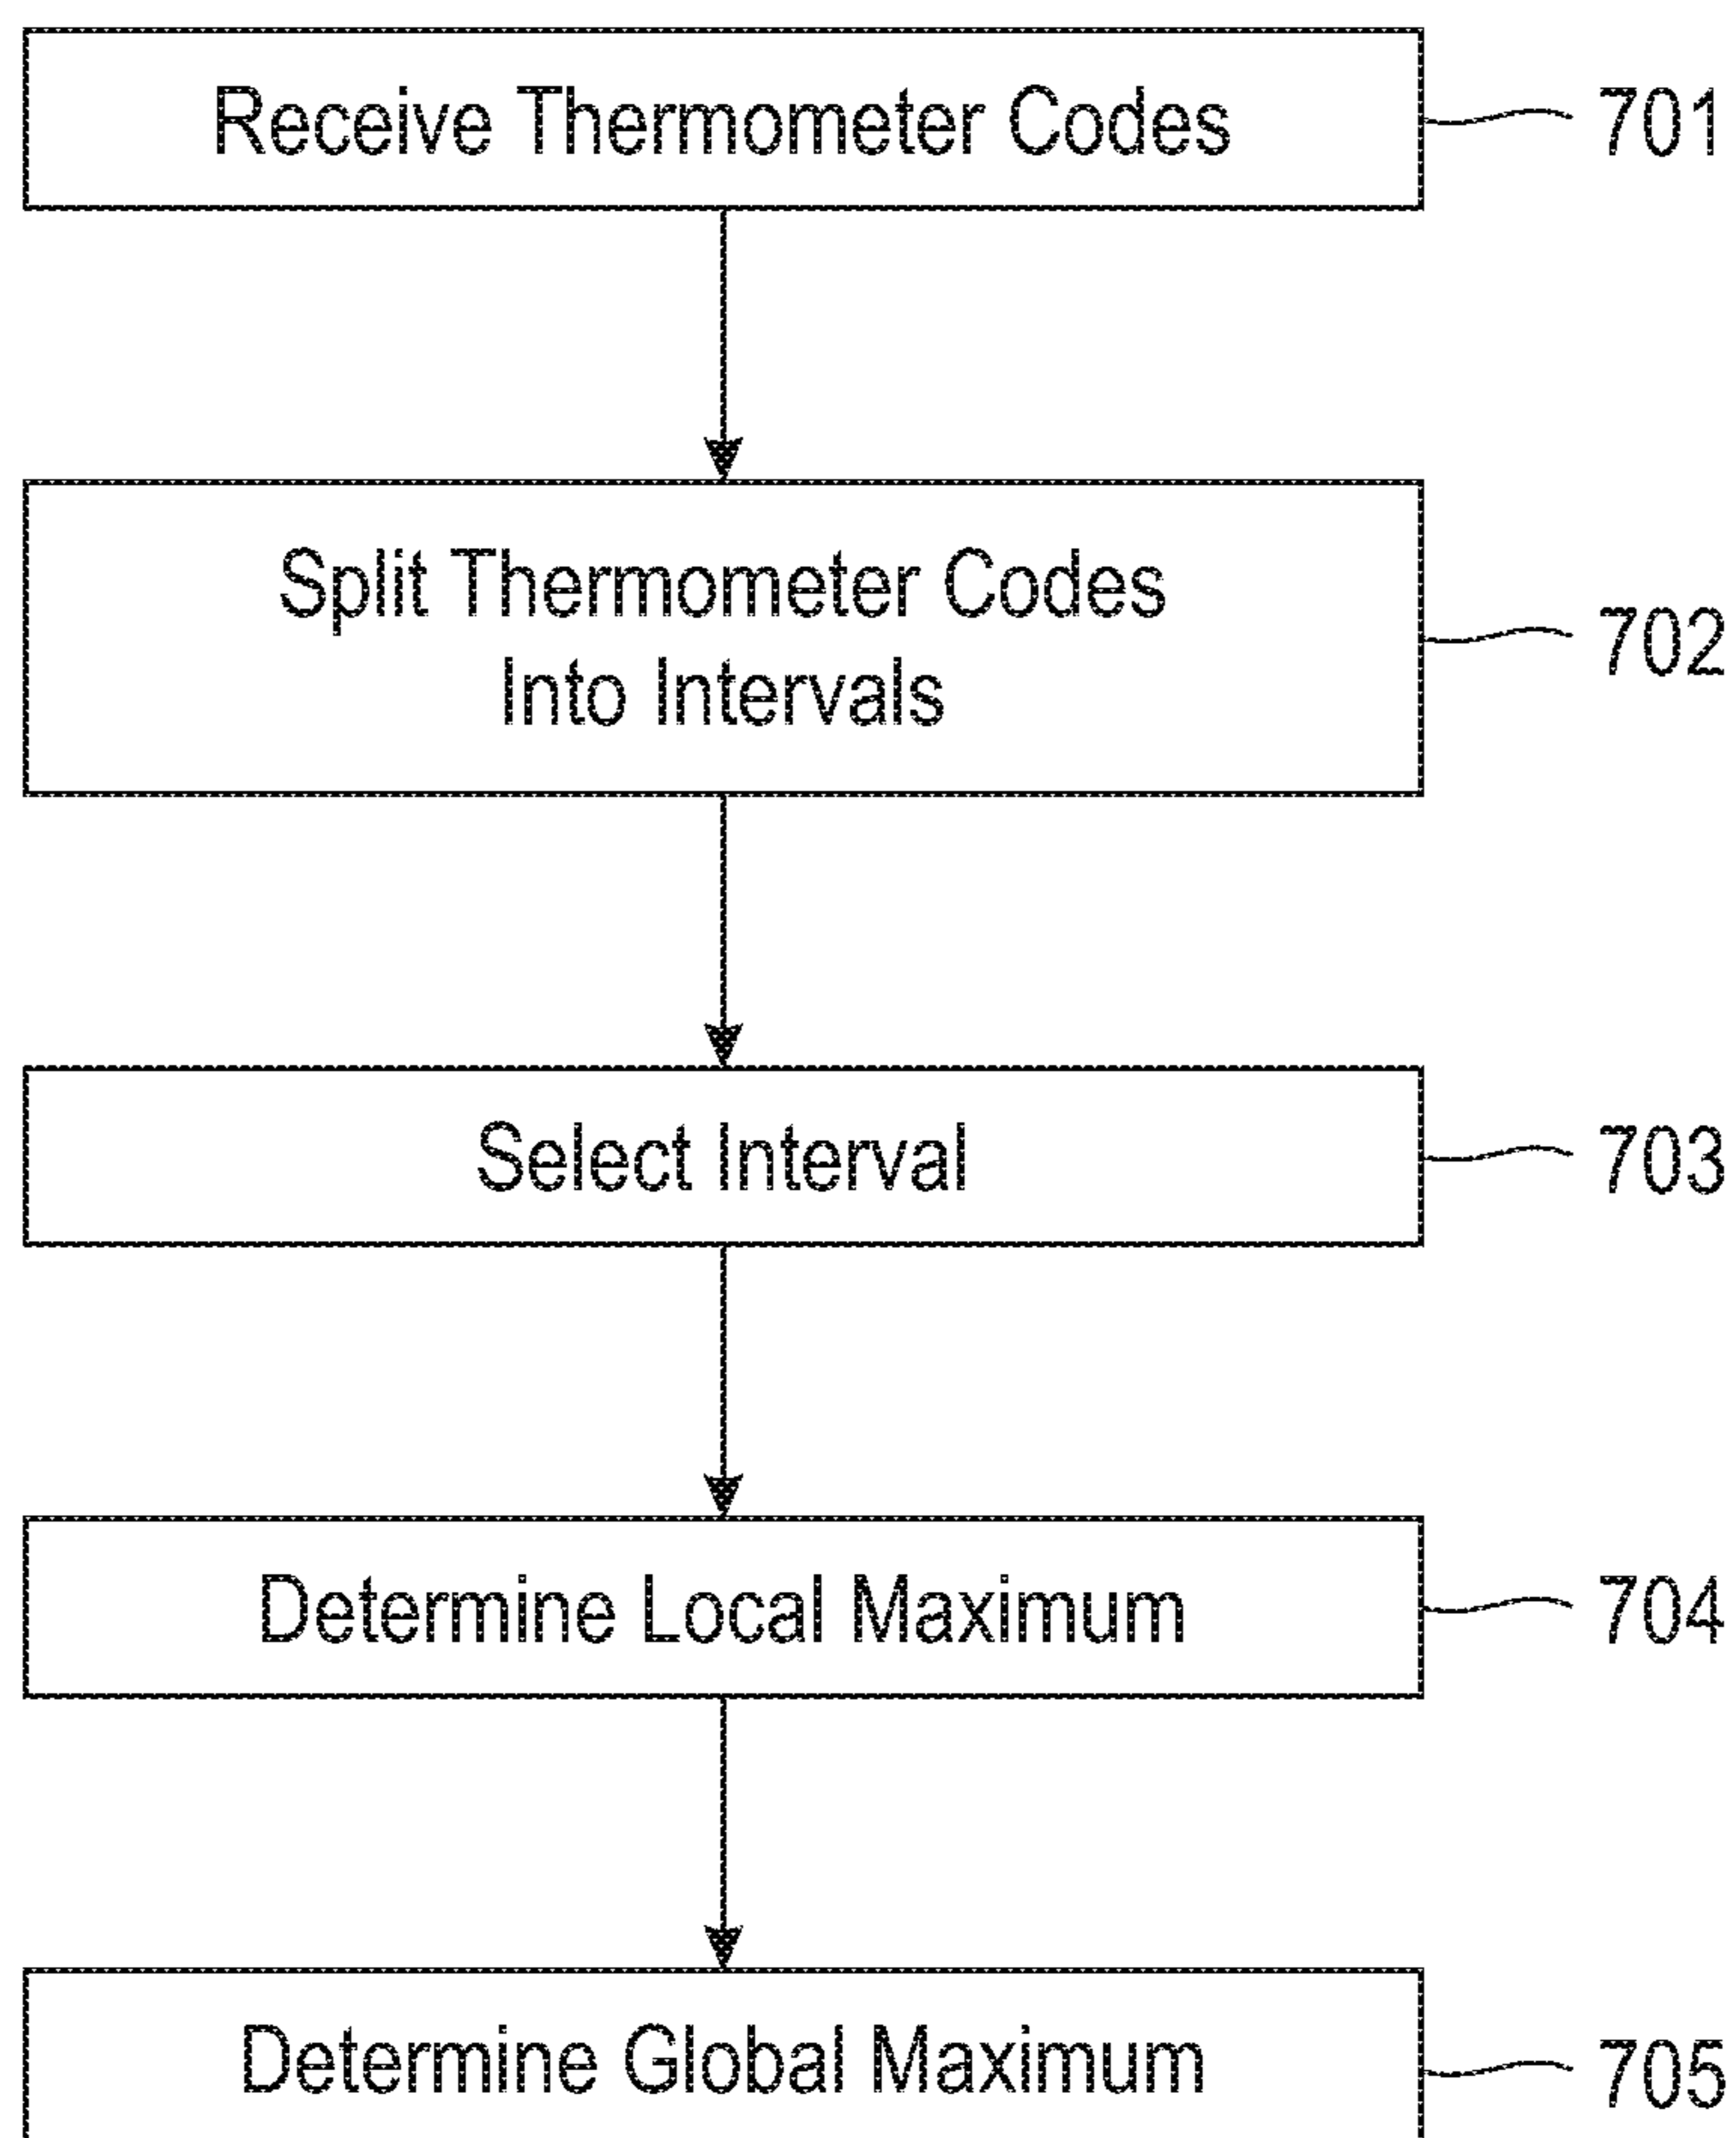 Receive Thermometer Codes
701
Split Thermometer Codes
Into Intervals
702
Select Interval
703
Determine Local Maximum
704
Determine Global Maximum
705